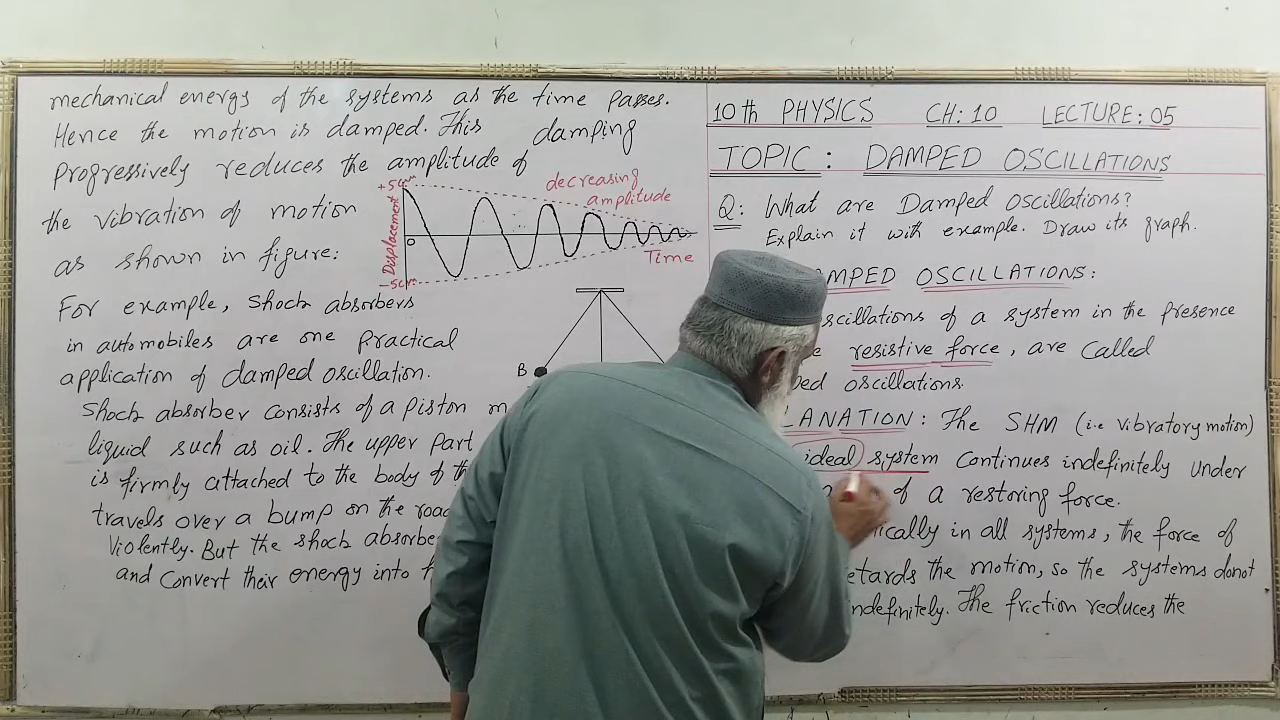 10th PHYSICS CH: 10 LECTURE: 05
TOPIC: DAMPED OSCILLATIONS
Q: What are Damped Oscillations?
Explain it with example. Draw its graph.
OSCILLATIONS:
of a system in the presence
resistive force, are called
oscillations.
: The SHM (i.e vibratory motion)
ideal system continues indefinitely under
of a restoring force.
in all systems, the force of
the motion, so the systems donot
The friction reduces the
mechanical energy of the systems as the time passes.
Hence the motion is damped. This damping
Progressively reduces the amplitude of
the vibration of motion
as shown in figure:
+5cm
decreasing
amplitude
Displacement
O
Time
-5cm
For example, Shock absorbers
in automobiles are one Practical
application of damped oscillation.
B
Shock absorber consists of a Piston
liquid such as oil. The upper part
is firmly attached to the body of
travels over a bump on the
Violently. But the shock
and Convert their energy into